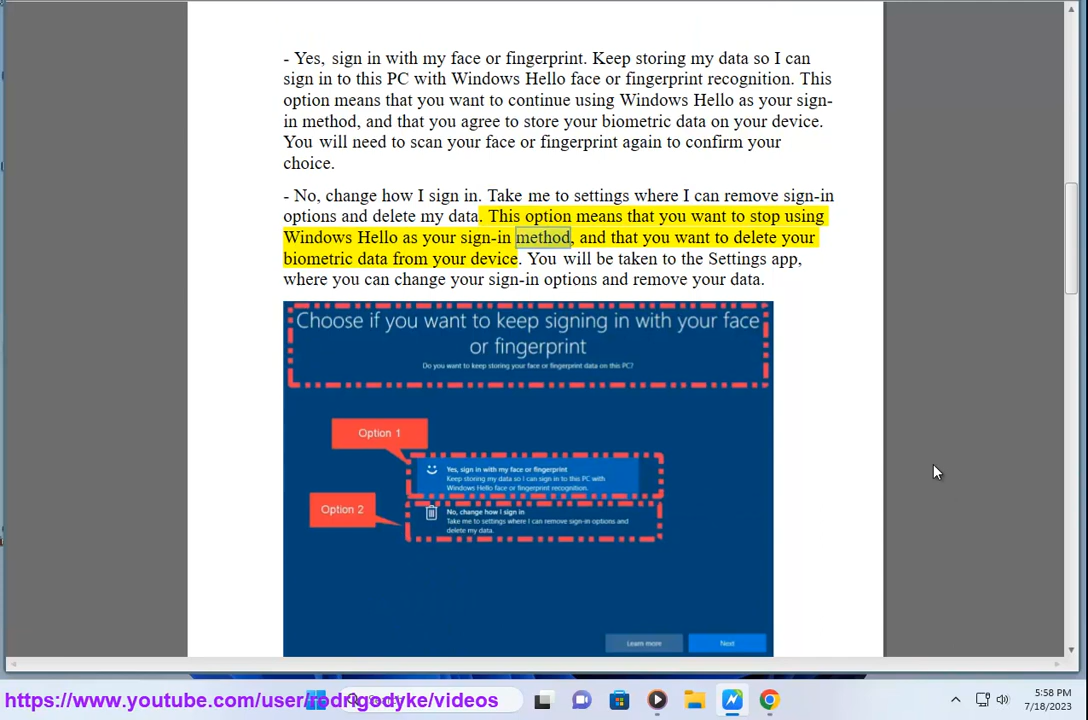 - Yes, sign in with my face or fingerprint. Keep storing my data so I can
sign in to this PC with Windows Hello face or fingerprint recognition. This
option means that you want to continue using Windows Hello as your sign-
in method, and that you agree to store your biometric data on your device.
You will need to scan your face or fingerprint again to confirm your
choice.
- No, change how I sign in. Take me to settings where I can remove sign-in
options and delete my data. This option means that you want to stop using
Windows Hello as your sign-in method, and that you want to delete your
biometric data from your device. You will be taken to the Settings app,
where you can change your sign-in options and remove your data.
Choose if you want to keep signing in with your face
or fingerprint
Do you want to keep storing your face or fingerprint data on this PC?
Option 1
Yes, sign in with my face or fingerprint
Keep storing my data so I can sign in to this PC with
Windows Hello face or fingerprint recognition.
Option 2
No, change how I sign in
Take me to settings where I can remove sign-in options and
delete my data.
Learn more
Next
https://www.youtube.com/user/rodrigodyke/videos
5:58 PM
7/18/2023